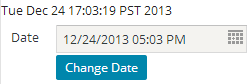 Tue Dec 24 17:03:19 PST 2013
Date 12/24/2013 05:03 PM
Change Date